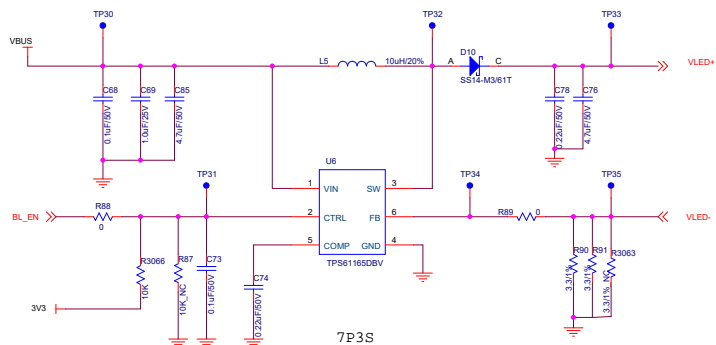 TP30
TP32
TP33
VBUS
L5
10uH/20%
D10
A
C
VLED+
SS14-M3/61T
C68
0.1uF/50V
C69
1.0uF/25V
C85
4.7uF/50V
C78
0.22uF/50V
C76
4.7uF/50V
U6
TP31
TP34
TP35
1
VIN
SW
3
R88
BL_EN
0
2
CTRL
FB
6
R89
0
VLED-
5
COMP
GND
4
TPS61165DBV
R3066
10K
R87
10K_NC
C73
0.1uF/50V
C74
0.22uF/50V
R90
3.3/1%
R91
3.3/1%
R3063
3.3/1%_NC
3V3
7P3S